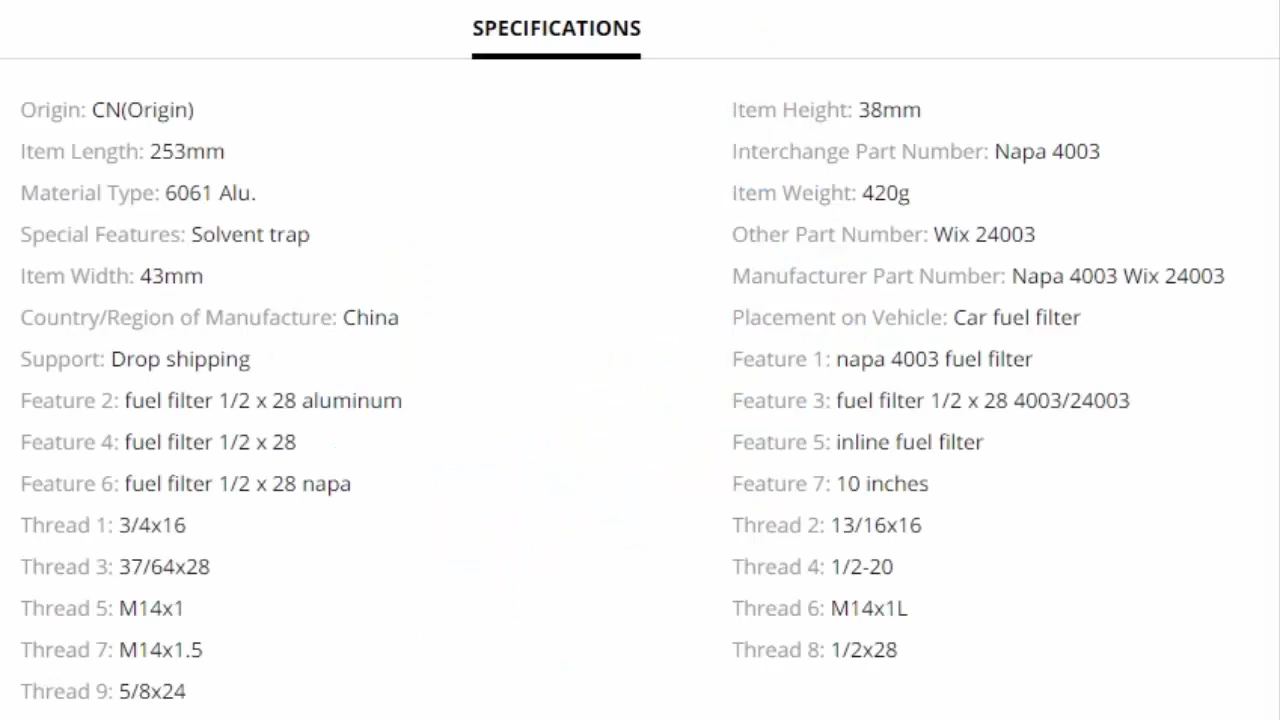 SPECIFICATIONS
Origin: CN(Origin)
Item Height: 38mm
Item Length: 253mm
Interchange Part Number: Napa 4003
Material Type: 6061 Alu.
Item Weight: 420g
Special Features: Solvent trap
Other Part Number: Wix 24003
Item Width: 43mm
Manufacturer Part Number: Napa 4003 Wix 24003
Country/Region of Manufacture: China
Placement on Vehicle: Car fuel filter
Support: Drop shipping
Feature 1: napa 4003 fuel filter
Feature 2: fuel filter 1/2 x 28 aluminum
Feature 3: fuel filter 1/2 x 28 4003/24003
Feature 4: fuel filter 1/2 x 28
Feature 5: inline fuel filter
Feature 6: fuel filter 1/2 x 28 napa
Feature 7: 10 inches
Thread 1: 3/4x16
Thread 2: 13/16x16
Thread 3: 37/64x28
Thread 4: 1/2-20
Thread 5: M14x1
Thread 6: M14x1L
Thread 7: M14x1.5
Thread 8: 1/2x28
Thread 9: 5/8x24